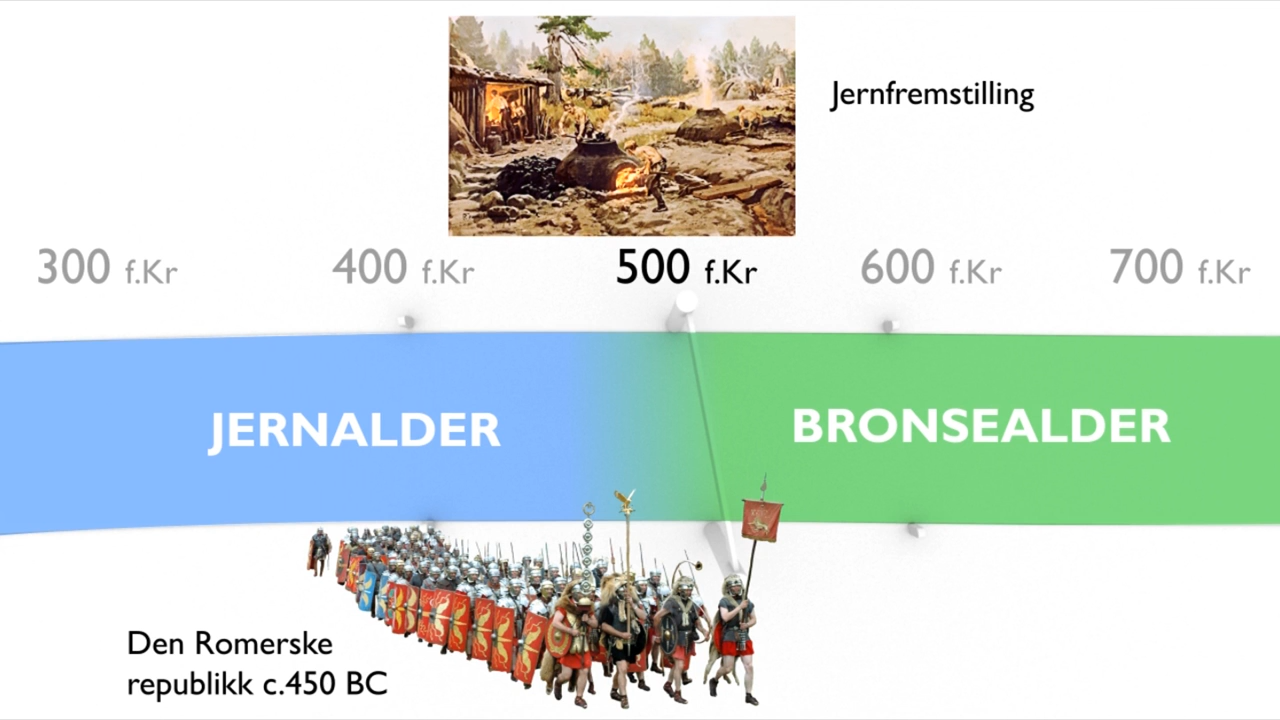 Jernfremstilling
300 f.Kr
400 f.Kr
500 f.Kr
600 f.Kr
700 f.Kr
JERNALDER
BRONSEALDER
Den Romerske
republikk c.450 BC